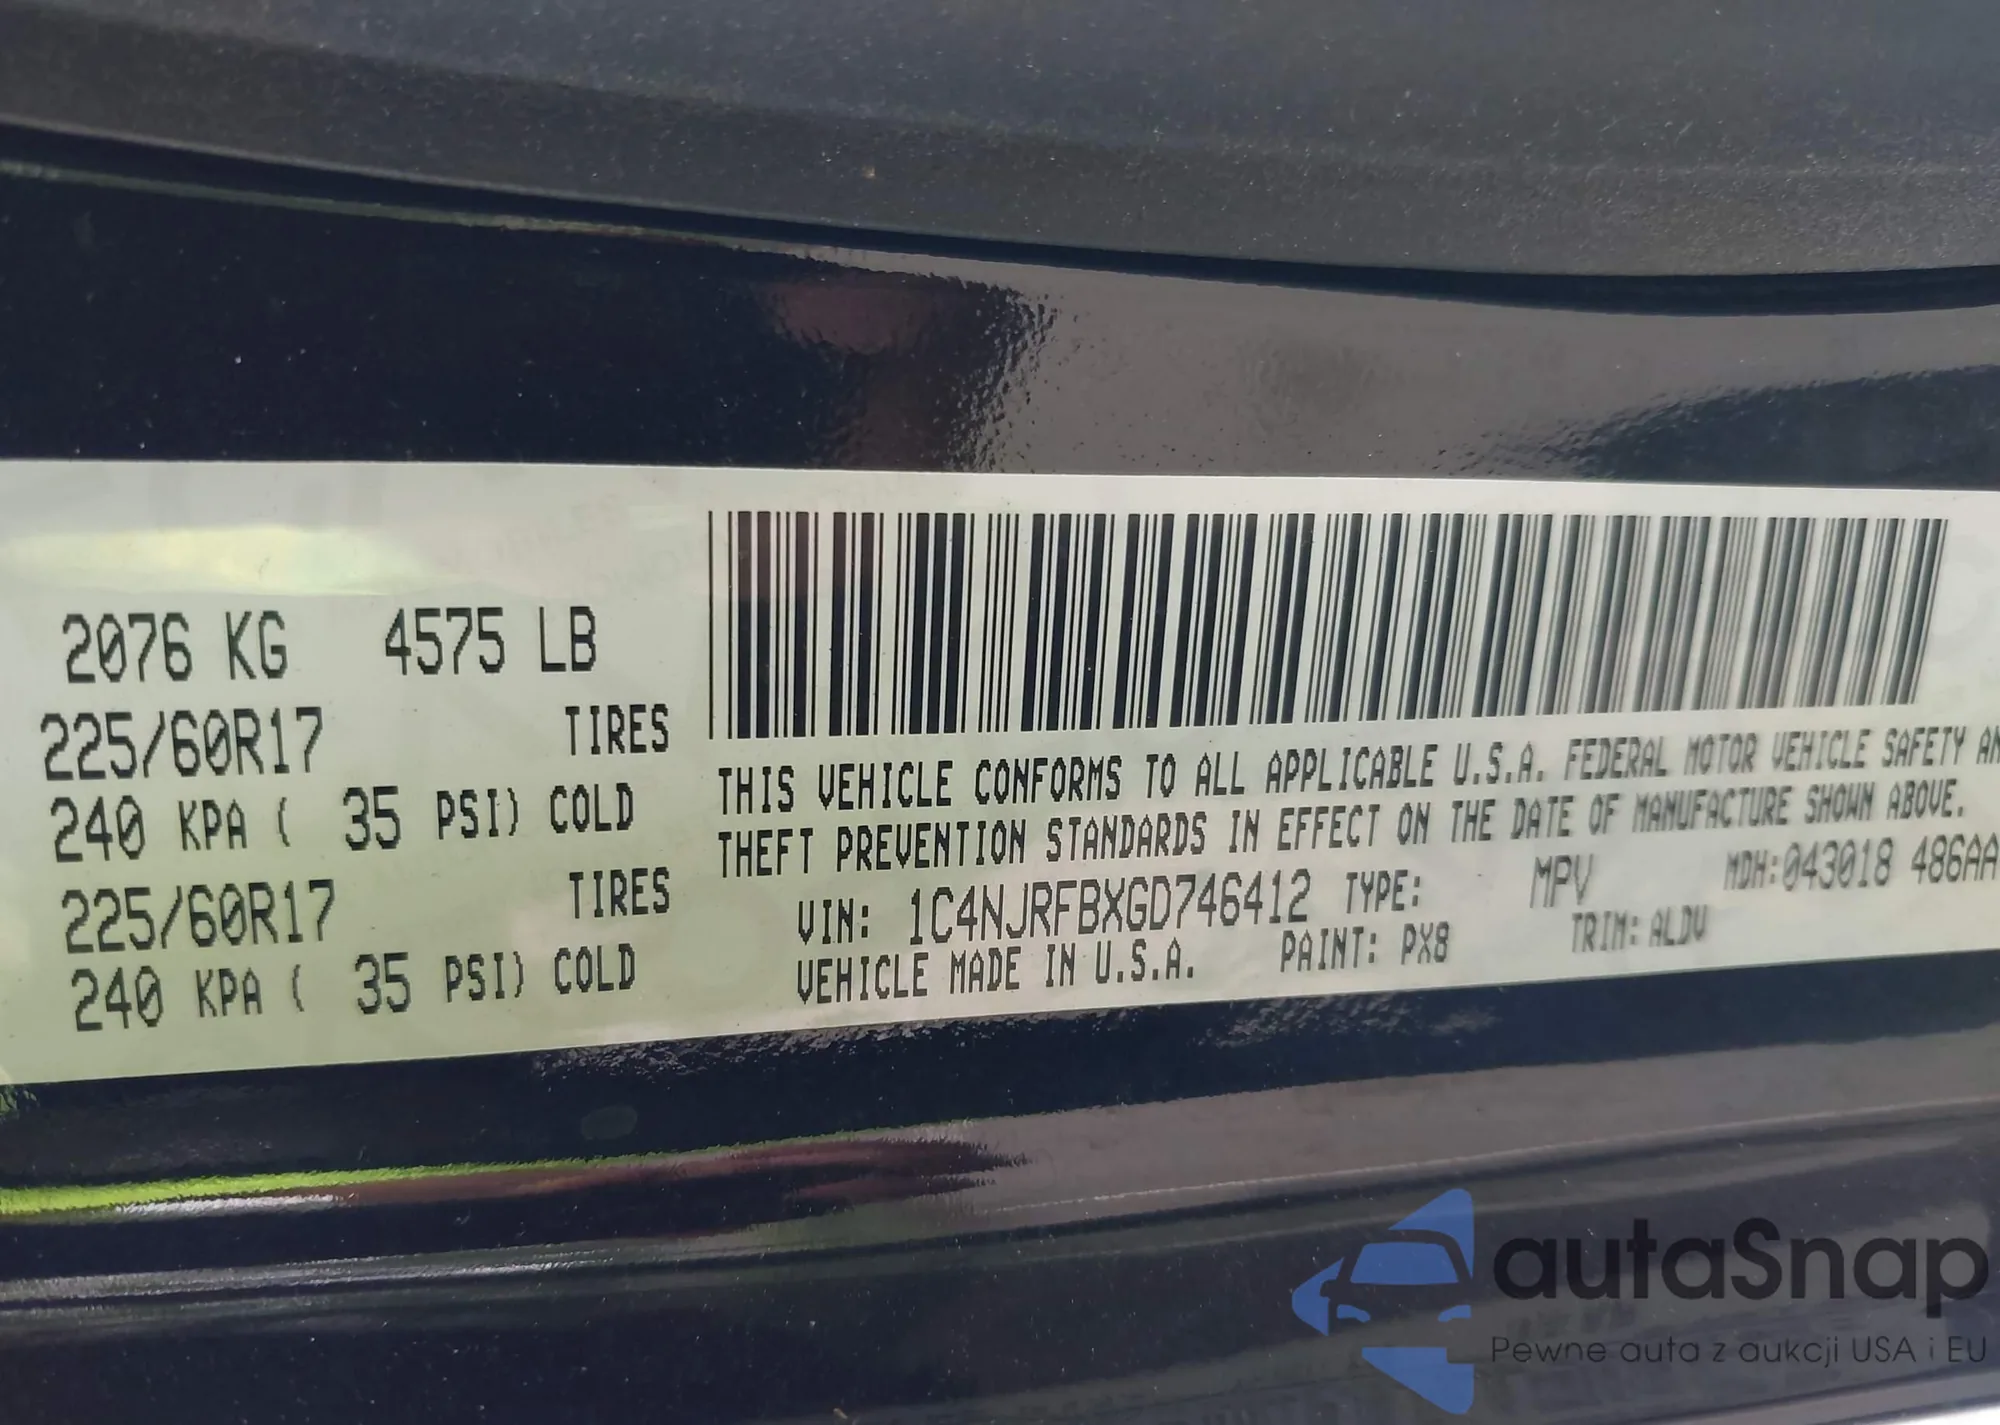 2076 KG 4575 LB
225/60R17 TIRES
240 KPA ( 35 PSI) COLD
225/60R17 TIRES
240 KPA ( 35 PSI) COLD
THIS VEHICLE CONFORMS TO ALL APPLICABLE U.S.A. FEDERAL MOTOR VEHICLE SAFETY AN
THEFT PREVENTION STANDARDS IN EFFECT ON THE DATE OF MANUFACTURE SHOWN ABOVE.
VIN: 1C4NJRFBXGD746412 TYPE: MPV MDH:043018 486AA
VEHICLE MADE IN U.S.A. PAINT: PX8 TRIM: ALDV
autaSnap
Pewne auta z aukcji USA i EU